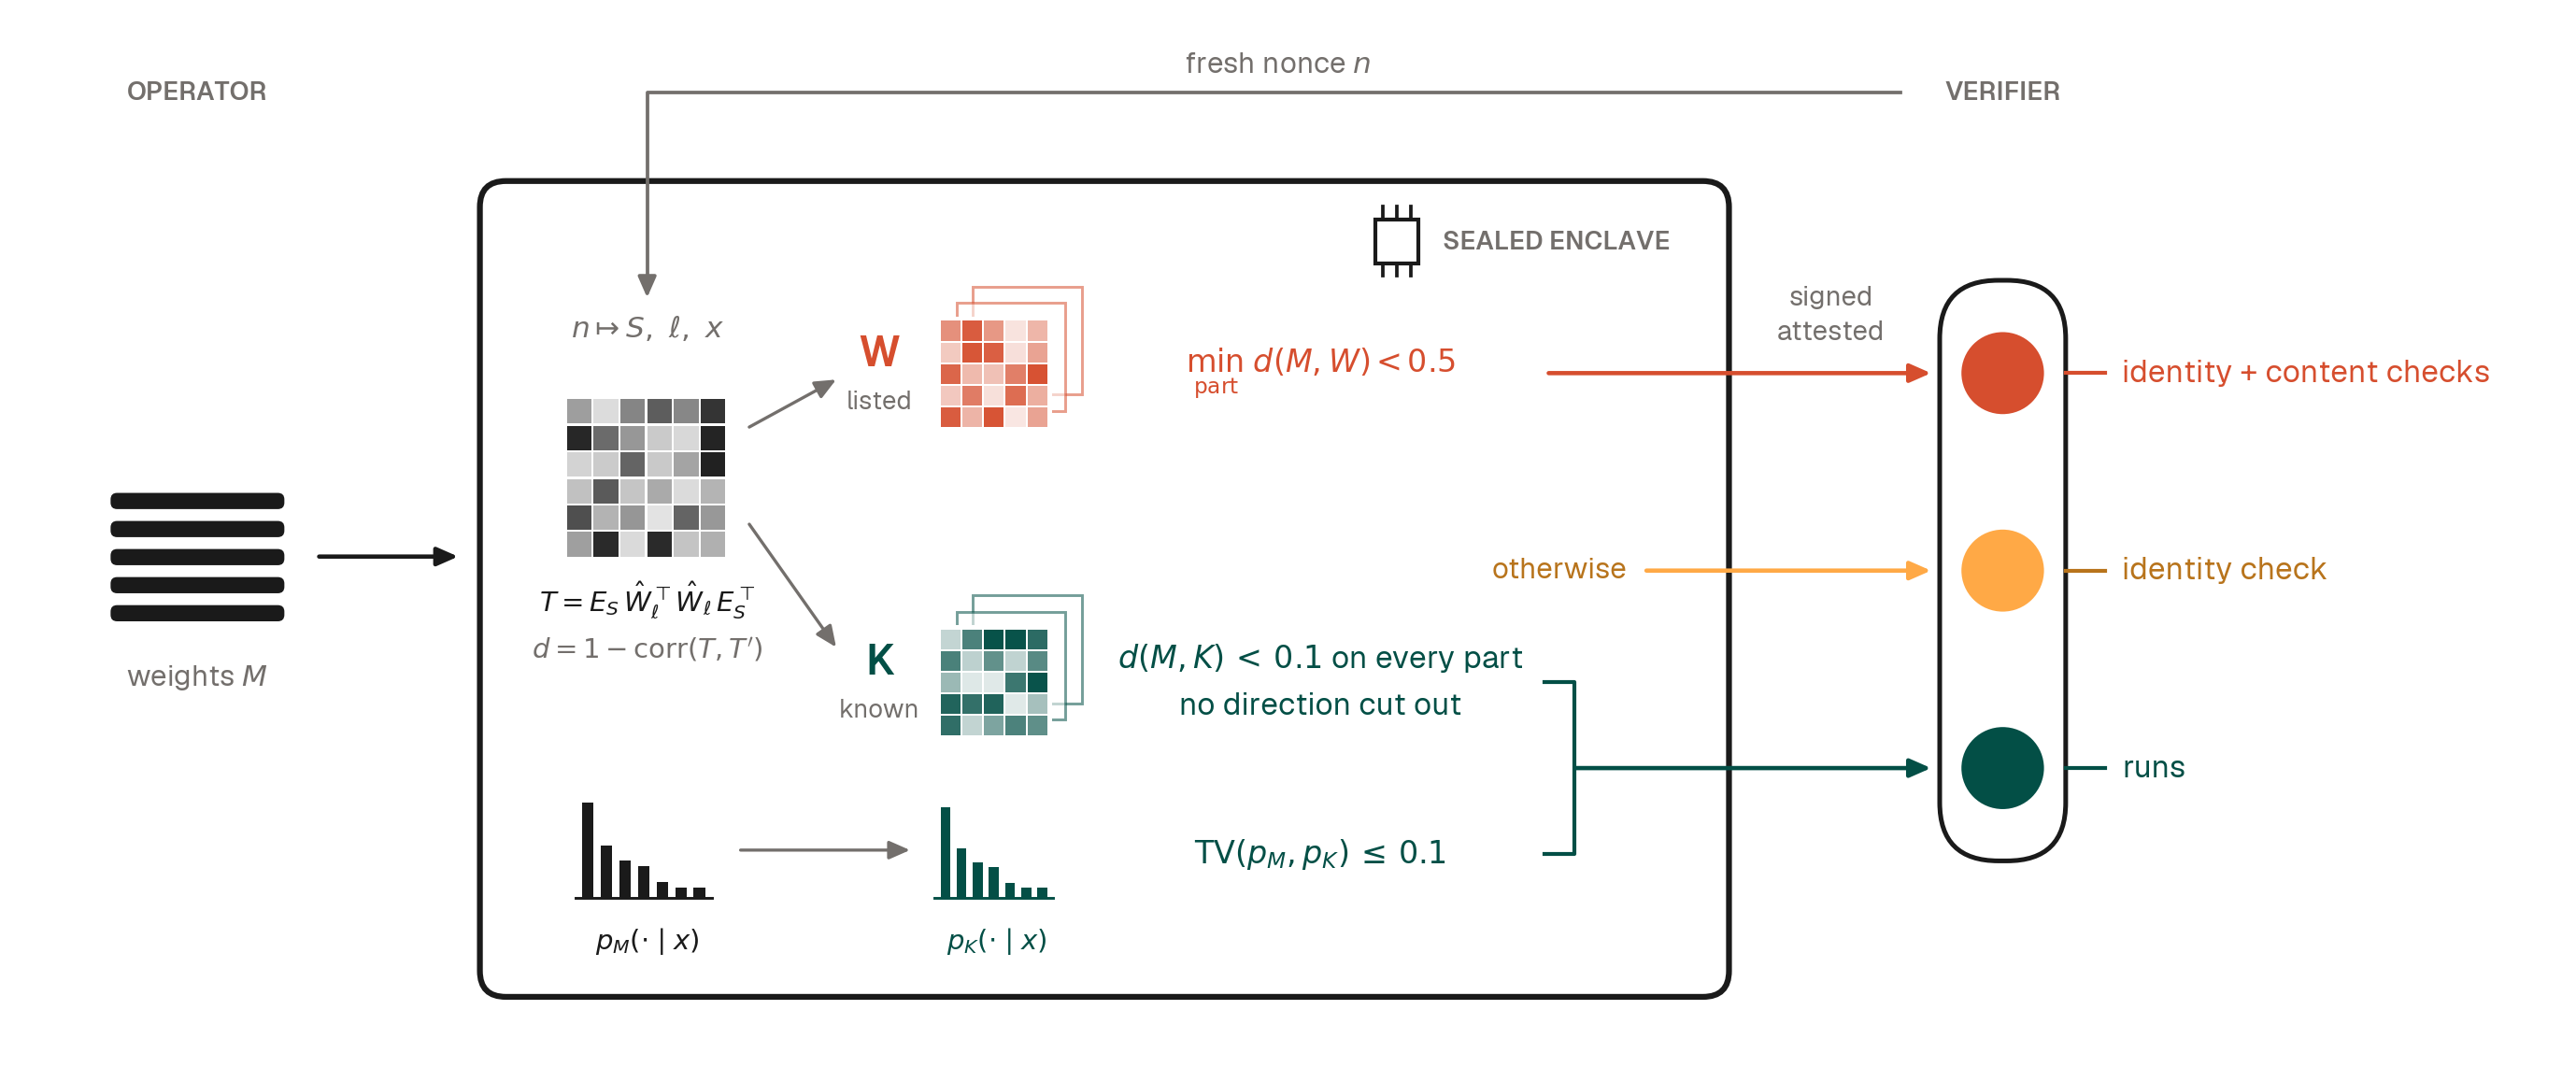 fresh nonce n
OPERATOR
VERIFIER
SEALED ENCLAVE
signed
attested
n ↦ S, ℓ, x
W
listed
min d(M, W) < 0.5
part
identity + content checks
otherwise
identity check
T = E_S Ŵ_ℓ^⊤ Ŵ_ℓ E_S^⊤
d = 1 − corr(T, T′)
weights M
K
known
d(M, K) < 0.1 on every part
no direction cut out
runs
TV(p_M, p_K) ≤ 0.1
p_M(· | x)
p_K(· | x)